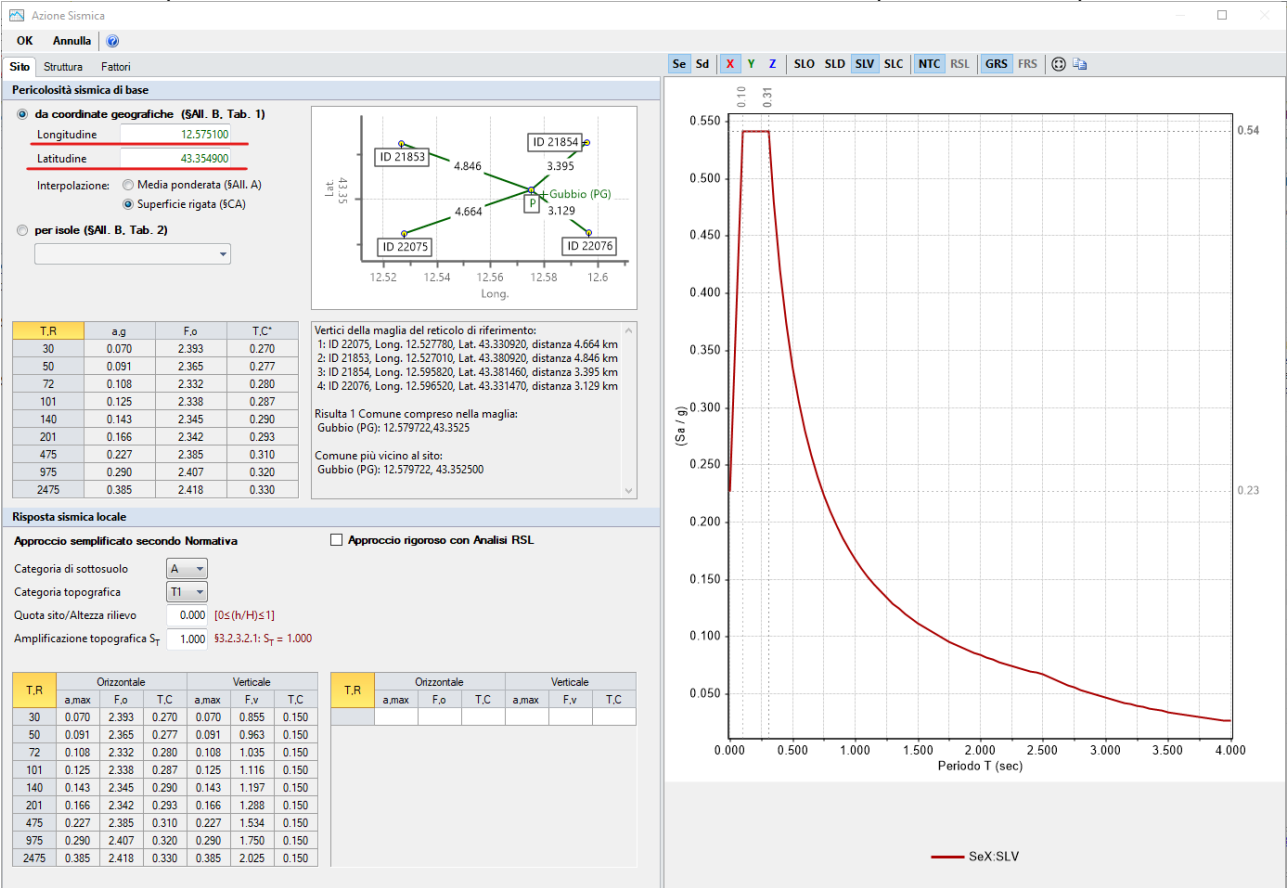 Azione Sismica
OK Annulla
Sito Struttura Fattori
Pericolosità sismica di base
da coordinate geografiche (§All. B, Tab. 1)
Longitudine 12.575100
Latitudine 43.354900
Interpolazione: Media ponderata (§All. A)
Superficie rigata (§CA)
per isole (§All. B, Tab. 2)
Lat.
43.35
ID 21853
ID 21854
4.846
3.395
Gubbio (PG)
P
4.664
3.129
ID 22075
ID 22076
12.52 12.54 12.56 12.58 12.6
Long.
T,R a,g F,o T,C*
30 0.070 2.393 0.270
50 0.091 2.365 0.277
72 0.108 2.332 0.280
101 0.125 2.338 0.287
140 0.143 2.345 0.290
201 0.166 2.342 0.293
475 0.227 2.385 0.310
975 0.290 2.407 0.320
2475 0.385 2.418 0.330
Vertici della maglia del reticolo di riferimento:
1: ID 22075, Long. 12.527780, Lat. 43.330920, distanza 4.664 km
2: ID 21853, Long. 12.527010, Lat. 43.380920, distanza 4.846 km
3: ID 21854, Long. 12.595820, Lat. 43.381460, distanza 3.395 km
4: ID 22076, Long. 12.596520, Lat. 43.331470, distanza 3.129 km
Risulta 1 Comune compreso nella maglia:
Gubbio (PG): 12.579722,43.3525
Comune più vicino al sito:
Gubbio (PG): 12.579722, 43.352500
Risposta sismica locale
Approccio semplificato secondo Normativa
Approccio rigoroso con Analisi RSL
Categoria di sottosuolo A
Categoria topografica T1
Quota sito/Altezza rilievo 0.000 [0≤(h/H)≤1]
Amplificazione topografica ST 1.000 §3.2.3.2.1: ST = 1.000
T,R Orizzontale Verticale
a,max F,o T,C a,max F,v T,C
30 0.070 2.393 0.270 0.070 0.855 0.150
50 0.091 2.365 0.277 0.091 0.963 0.150
72 0.108 2.332 0.280 0.108 1.035 0.150
101 0.125 2.338 0.287 0.125 1.116 0.150
140 0.143 2.345 0.290 0.143 1.197 0.150
201 0.166 2.342 0.293 0.166 1.288 0.150
475 0.227 2.385 0.310 0.227 1.534 0.150
975 0.290 2.407 0.320 0.290 1.750 0.150
2475 0.385 2.418 0.330 0.385 2.025 0.150
T,R Orizzontale Verticale
a,max F,o T,C a,max F,v T,C
Se Sd X Y Z SLO SLD SLV SLC NTC RSL GRS FRS
0.10
0.31
0.550
0.54
0.500
0.450
0.400
0.350
0.300
(Sa / g)
0.250
0.23
0.200
0.150
0.100
0.050
0.000 0.500 1.000 1.500 2.000 2.500 3.000 3.500 4.000
Periodo T (sec)
SeX:SLV